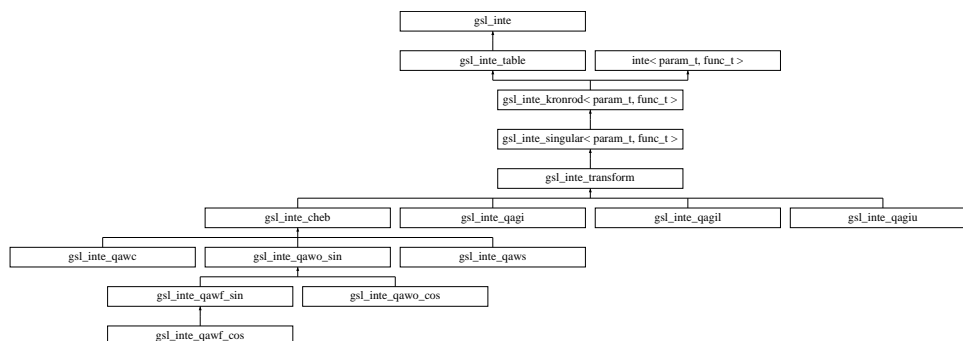 gsl_inte
gsl_inte_table
inte< param_t, func_t >
gsl_inte_kronrod< param_t, func_t >
gsl_inte_singular< param_t, func_t >
gsl_inte_transform
gsl_inte_cheb
gsl_inte_qagi
gsl_inte_qagil
gsl_inte_qagiu
gsl_inte_qawc
gsl_inte_qawo_sin
gsl_inte_qaws
gsl_inte_qawf_sin
gsl_inte_qawo_cos
gsl_inte_qawf_cos